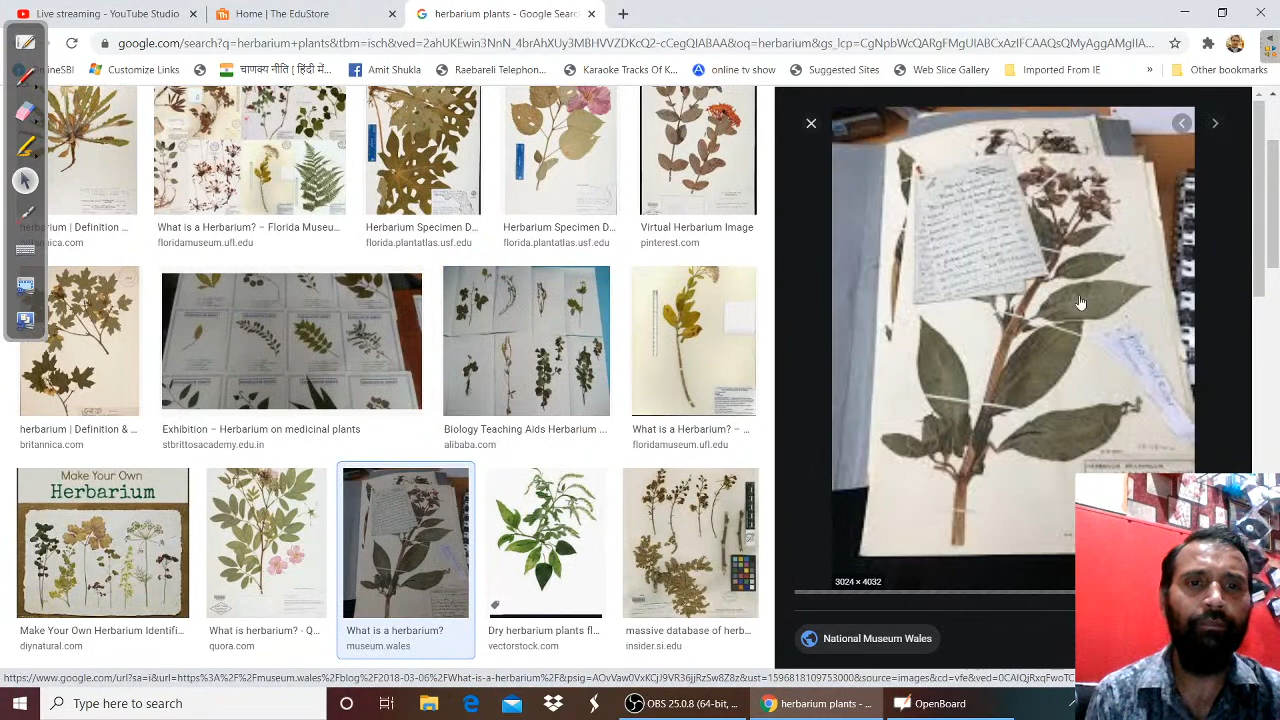 Live streaming - YouTube Studio
Home | The EduStore
herbarium plants - Google Searc
google.com/search?q=herbarium+plants&tbm=isch&ved=2ahUKEwin3NnN_4brAhXUy3MBHVVZDKcQ2-cCegQIABAA&oq=herbarium&gs_lcp=CgNpbWcQARgFMgUIABCxAzIFCAAQsQMyAggAMgIIA...
OnlineSBI
Customize Links
चाणक्य नीति | हिंदी में...
Amit Shukla
Raebareli Telephon...
Karaoke Tracks Of K...
online tv show
Suggested Sites
Web Slice Gallery
Imported From IE
»
Other bookmarks
herbarium | Definition ...
britannica.com
What is a Herbarium? – Florida Museu...
floridamuseum.ufl.edu
Herbarium Specimen D...
florida.plantatlas.usf.edu
Herbarium Specimen D...
florida.plantatlas.usf.edu
Virtual Herbarium Image
pinterest.com
herbarium | Definition & ...
britannica.com
Exhibition – Herbarium on medicinal plants
stbrittosacademy.edu.in
Biology Teaching Aids Herbarium ...
alibaba.com
What is a Herbarium? – ...
floridamuseum.ufl.edu
Make Your Own
Herbarium
Make Your Own Herbarium Identifi...
diynatural.com
What is herbarium? - Q...
quora.com
What is a herbarium?
museum.wales
Dry herbarium plants fl...
vectorstock.com
massive database of herb...
insider.si.edu
3024 × 4032
National Museum Wales
Type here to search
OBS 25.0.8 (64-bit, ...
herbarium plants - ...
OpenBoard